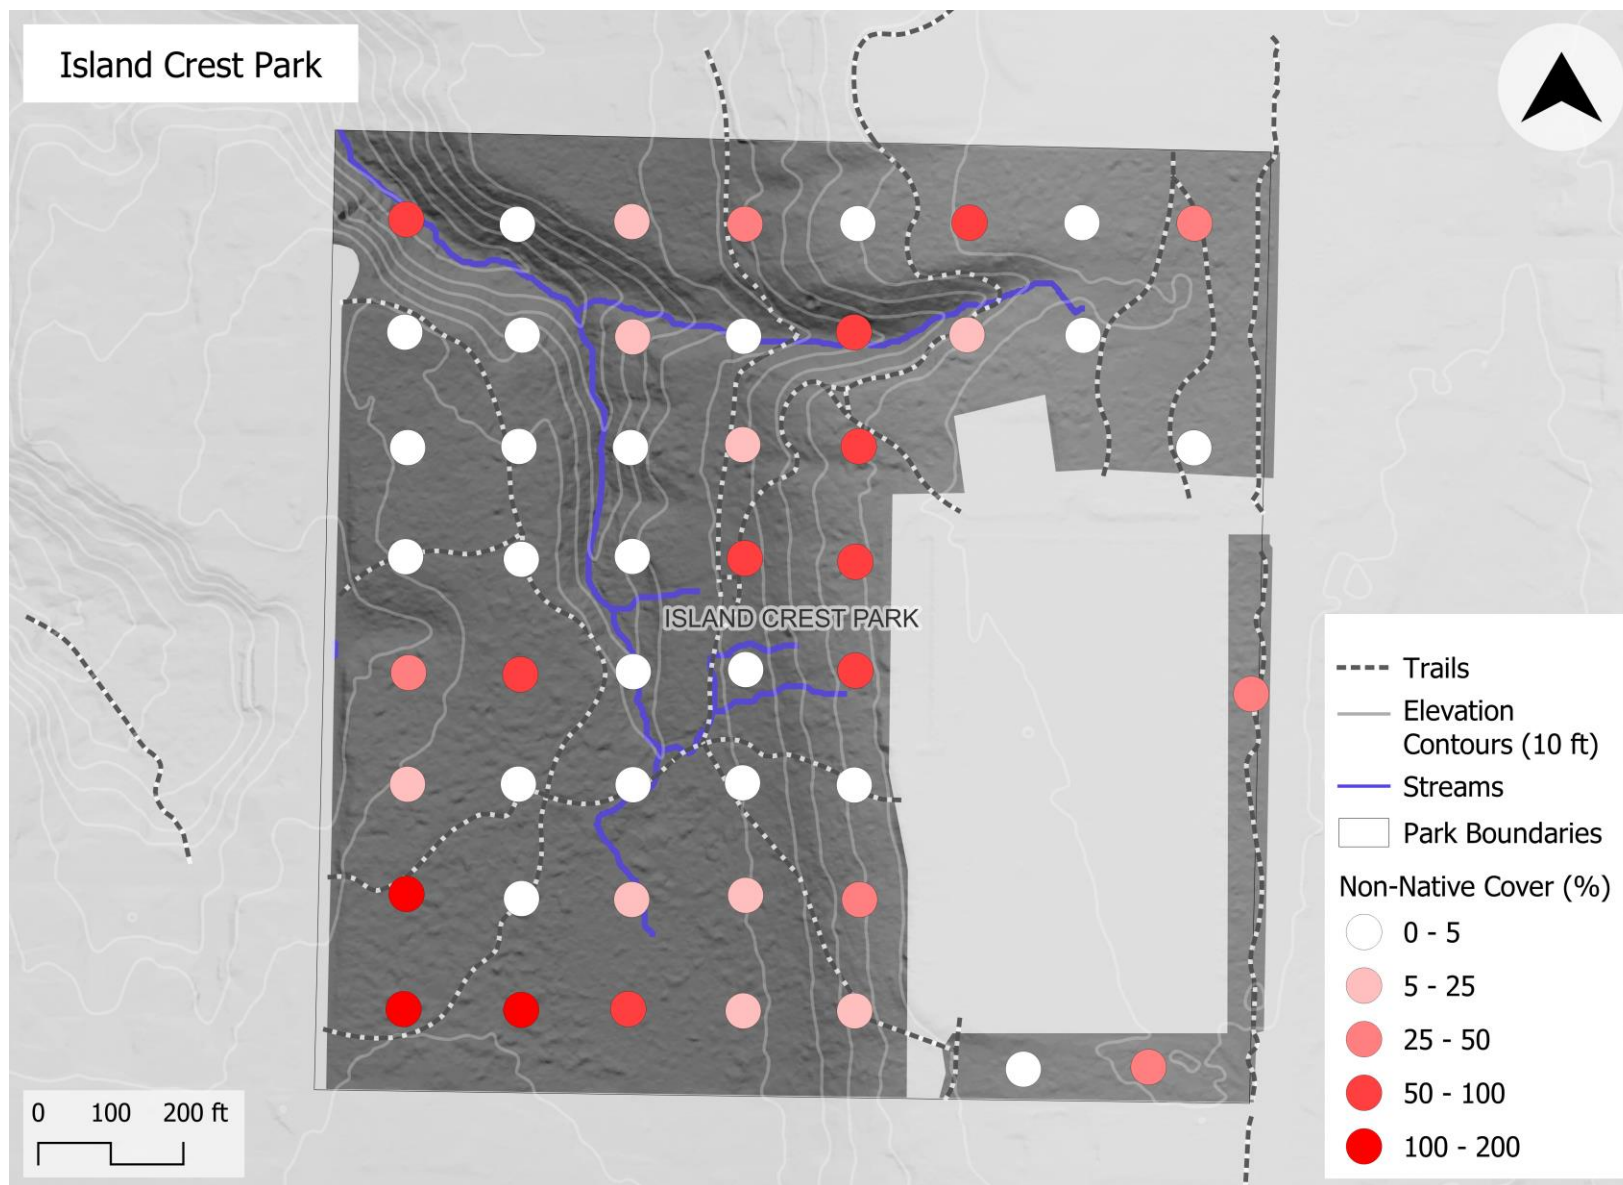 Island Crest Park
ISLAND CREST PARK
Trails
Elevation
Contours (10 ft)
Streams
Park Boundaries
Non-Native Cover (%)
0 - 5
5 - 25
25 - 50
50 - 100
100 - 200
0 100 200 ft